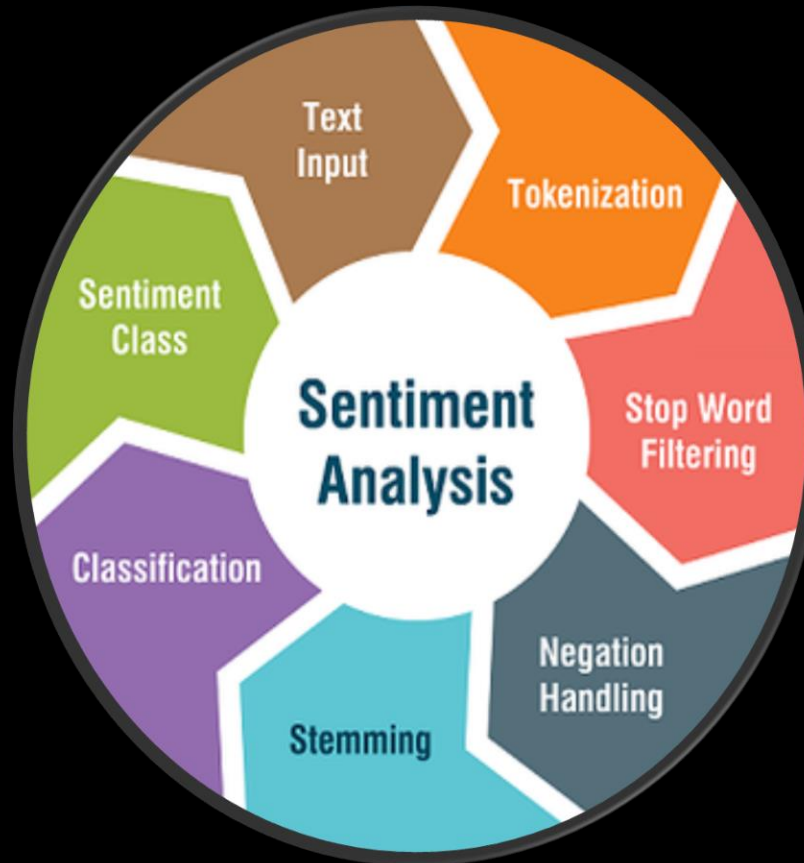 Text
Input
Tokenization
Stop Word
Filtering
Negation
Handling
Stemming
Classification
Sentiment
Class
Sentiment
Analysis